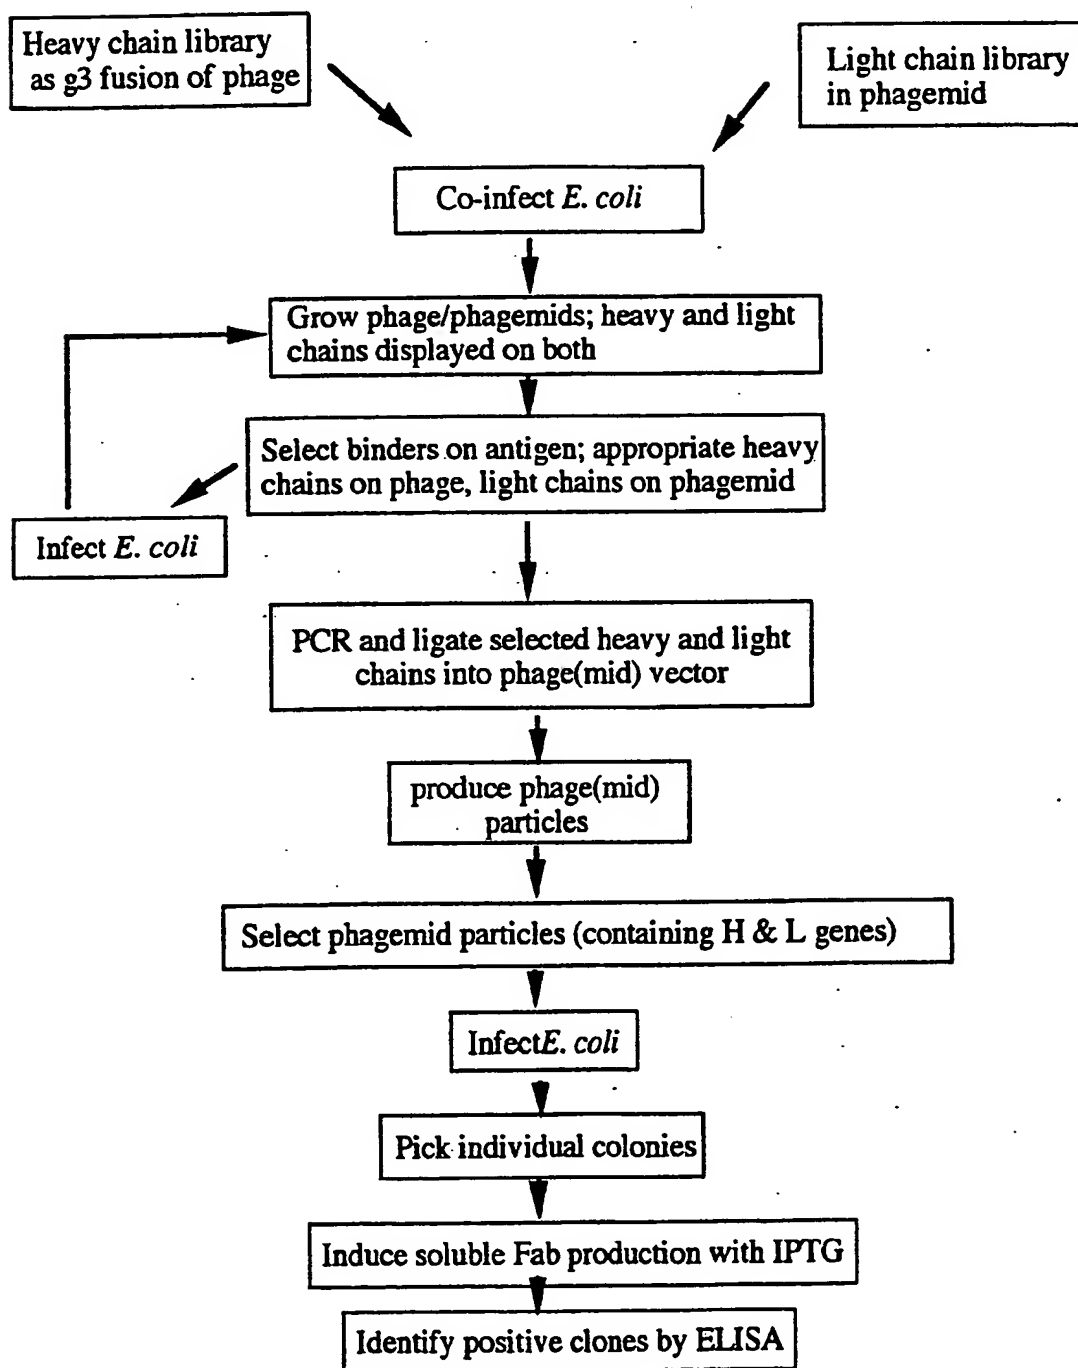 Heavy chain library
as g3 fusion of phage
Light chain library
in phagemid
Co-infect E. coli
Grow phage/phagemids; heavy and light
chains displayed on both
Select binders on antigen; appropriate heavy
chains on phage, light chains on phagemid
Infect E. coli
PCR and ligate selected heavy and light
chains into phage(mid) vector
produce phage(mid)
particles
Select phagemid particles (containing H & L genes)
InfectE. coli
Pick individual colonies
Induce soluble Fab production with IPTG
Identify positive clones by ELISA